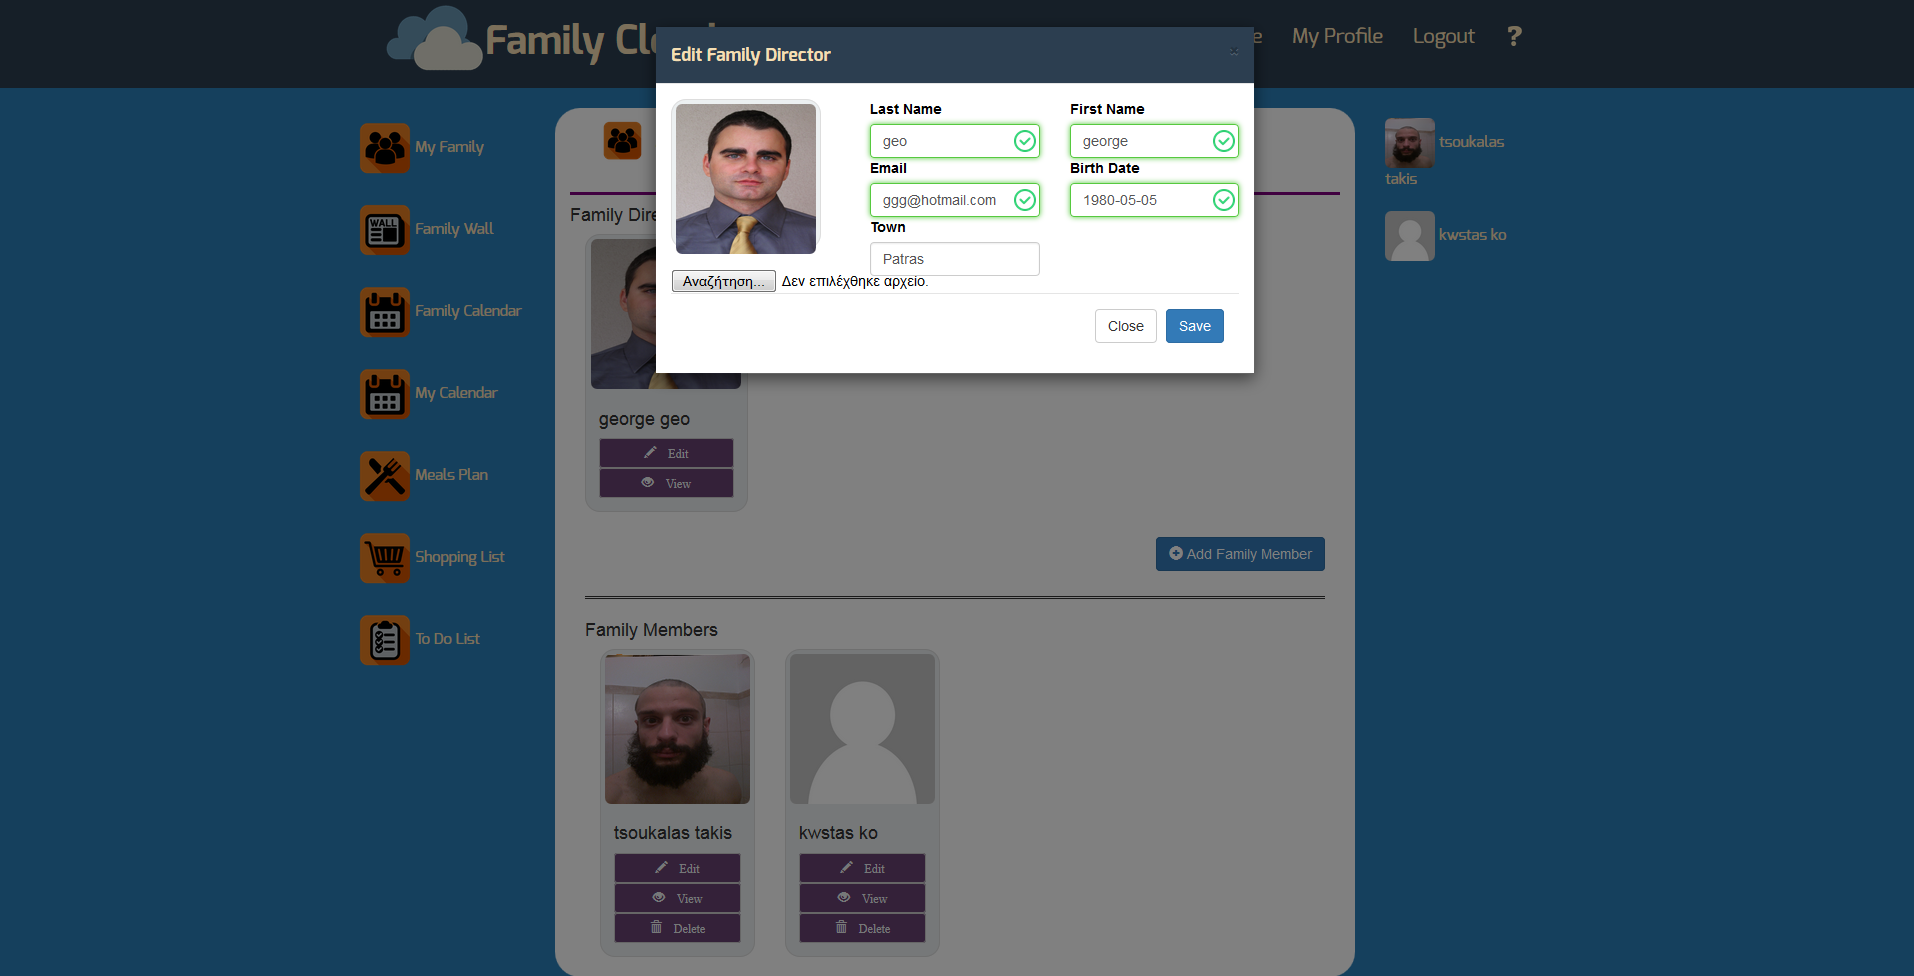 Family Cl
e
My Profile
Logout
?
Edit Family Director
×
Last Name
First Name
geo
george
Email
Birth Date
ggg@hotmail.com
1980-05-05
Town
Patras
Αναζήτηση...
Δεν επιλέχθηκε αρχείο.
Close
Save
My Family
WALL
Family Wall
Family Calendar
My Calendar
Meals Plan
Shopping List
To Do List
Family Dire
george geo
Edit
View
Add Family Member
Family Members
tsoukalas takis
Edit
View
Delete
kwstas ko
Edit
View
Delete
tsoukalas
takis
kwstas ko